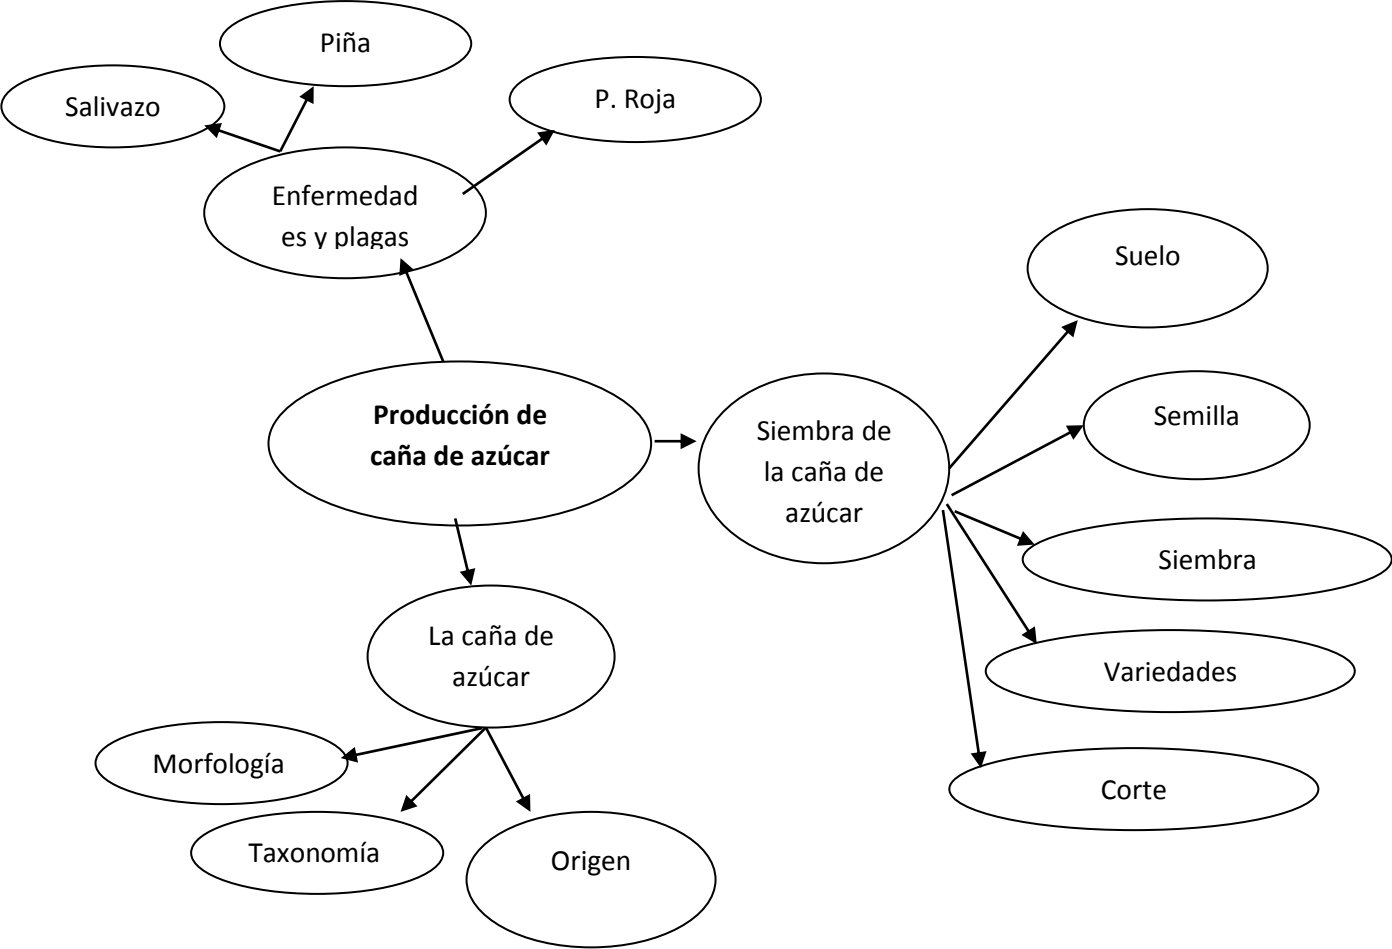 Piña
Salivazo
P. Roja
Enfermedad
es y plagas
Suelo
Producción de
caña de azúcar
Siembra de
la caña de
azúcar
Semilla
Siembra
Variedades
Corte
La caña de
azúcar
Morfología
Taxonomía
Origen